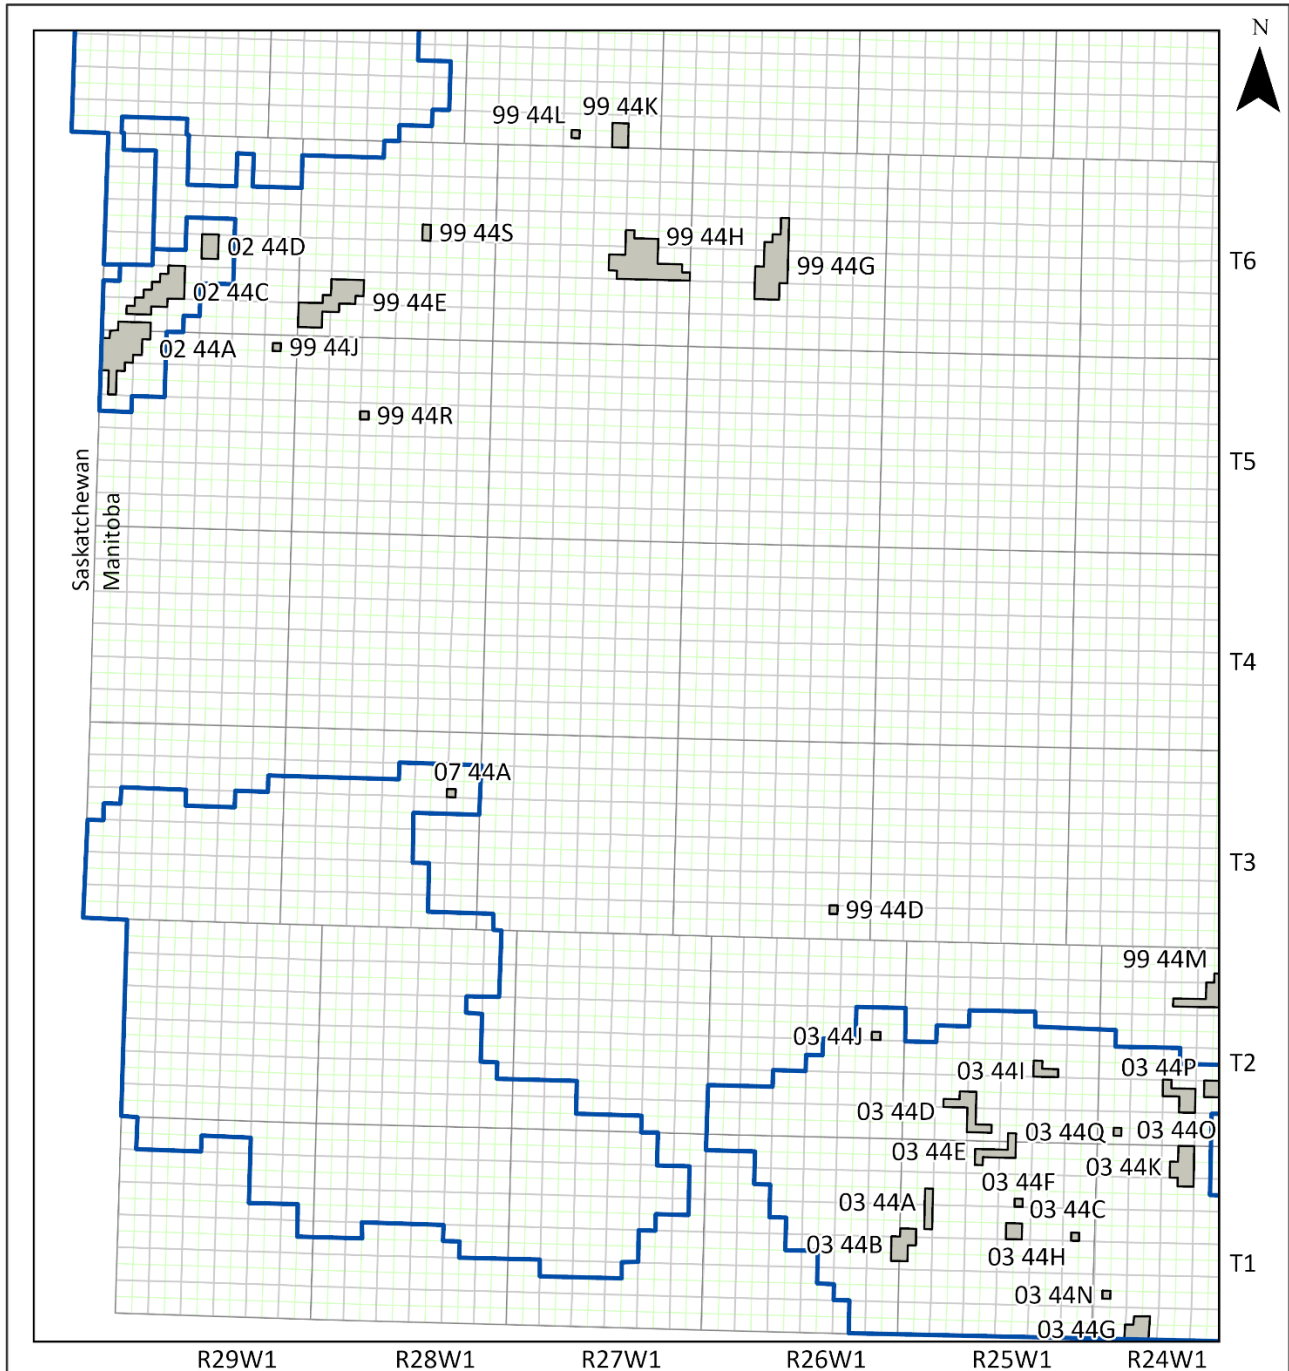 N
99 44L
99 44K
99 44S
99 44H
02 44D
99 44G
T6
02 44C
99 44E
02 44A
99 44J
99 44R
T5
Saskatchewan
Manitoba
T4
07 44A
T3
99 44D
99 44M
03 44J
T2
03 44I
03 44P
03 44D
03 44Q
03 44O
03 44E
03 44K
03 44F
03 44A
03 44C
03 44B
03 44H
T1
03 44N
03 44G
R29W1
R28W1
R27W1
R26W1
R25W1
R24W1